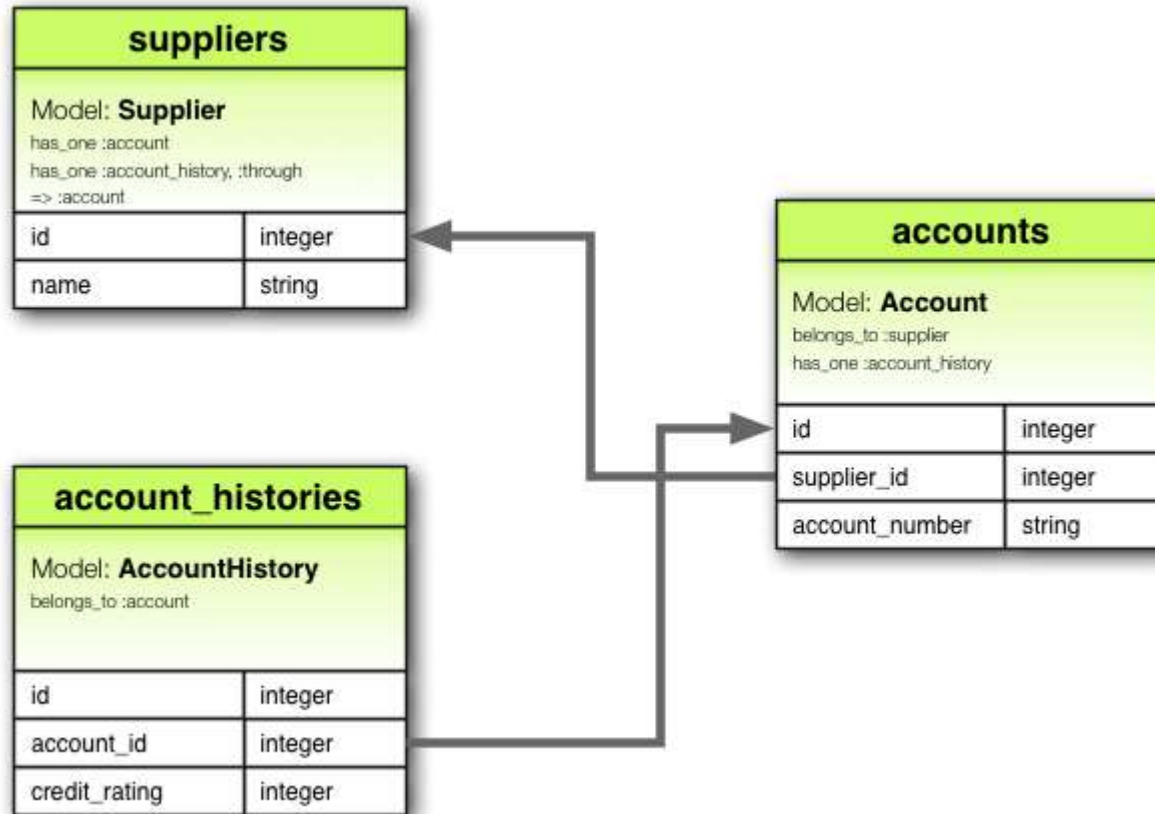 suppliers
Model: Supplier
has_one :account
has_one :account_history, :through
=> :account
id integer
name string
accounts
Model: Account
belongs_to :supplier
has_one :account_history
id integer
supplier_id integer
account_number string
account_histories
Model: AccountHistory
belongs_to :account
id integer
account_id integer
credit_rating integer